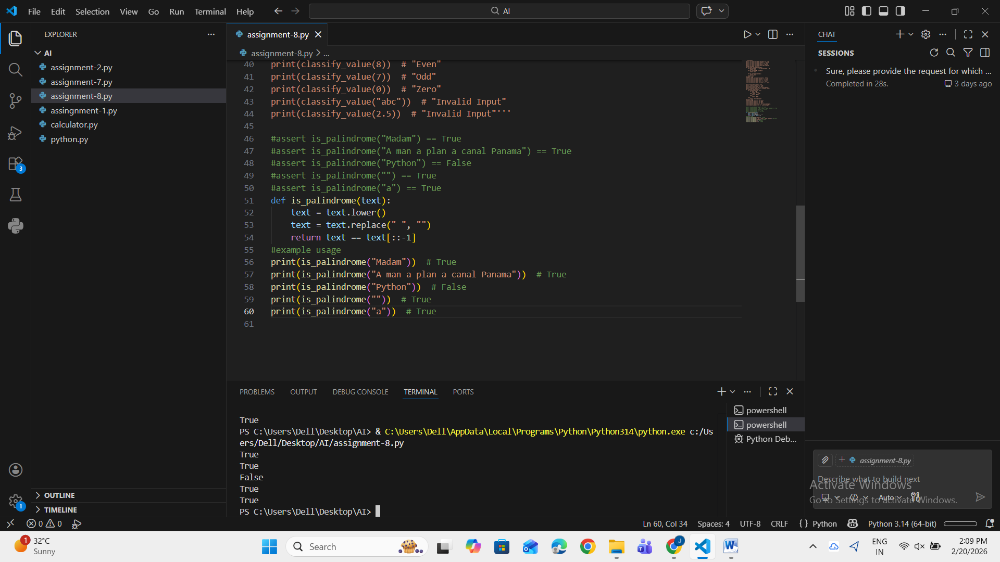 File Edit Selection View Go Run Terminal Help
AI
EXPLORER
AI
assignment-2.py
assignment-7.py
assignment-8.py
assingnment-1.py
calculator.py
python.py
OUTLINE
TIMELINE
3
1
assignment-8.py
assignment-8.py > ...
40 print(classify_value(8))  # "Even"
41 print(classify_value(7))  # "Odd"
42 print(classify_value(0))  # "Zero"
43 print(classify_value("abc"))  # "Invalid Input"
44 print(classify_value(2.5))  # "Invalid Input"'''
45
46 #assert is_palindrome("Madam") == True
47 #assert is_palindrome("A man a plan a canal Panama") == True
48 #assert is_palindrome("Python") == False
49 #assert is_palindrome("") == True
50 #assert is_palindrome("a") == True
51 def is_palindrome(text):
52     text = text.lower()
53     text = text.replace(" ", "")
54     return text == text[::-1]
55 #example usage
56 print(is_palindrome("Madam"))  # True
57 print(is_palindrome("A man a plan a canal Panama"))  # True
58 print(is_palindrome("Python"))  # False
59 print(is_palindrome(""))  # True
60 print(is_palindrome("a"))  # True
61
PROBLEMS OUTPUT DEBUG CONSOLE TERMINAL PORTS
True
PS C:\Users\Dell\Desktop\AI> & C:\Users\Dell\AppData\Local\Programs\Python\Python314\python.exe c:/Us
ers/Dell/Desktop/AI/assignment-8.py
True
True
False
True
True
PS C:\Users\Dell\Desktop\AI>
powershell
powershell
Python Deb...
CHAT
SESSIONS
Sure, please provide the request for which ...
Completed in 28s. 3 days ago
assignment-8.py
Describe what to build next
Auto
Activate Windows
Go to Settings to activate Windows.
0 0
Ln 60, Col 34 Spaces: 4 UTF-8 CRLF { } Python Python 3.14 (64-bit)
1
32°C
Sunny
Search
J
ENG
IN
2:09 PM
2/20/2026